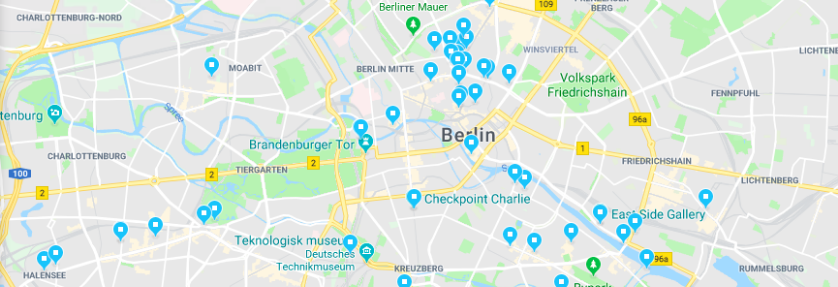 CHARLOTTENBURG-NORD
Berliner Mauer
109
BERG
WINSVIERTEL
LICHTEN
MOABIT
BERLIN MITTE
Volkspark
Friedrichshain
FENNPFUHL
Spree
tenburg
96a
Brandenburger Tor
Berlin
1
CHARLOTTENBURG
2
FRIEDRICHSHAIN
100
TIERGARTEN
2
LICHTENBERG
2
Checkpoint Charlie
East Side Gallery
Teknologisk museum
Deutsches
Technikmuseum
96a
HALENSEE
KREUZBERG
RUMMELSBURG